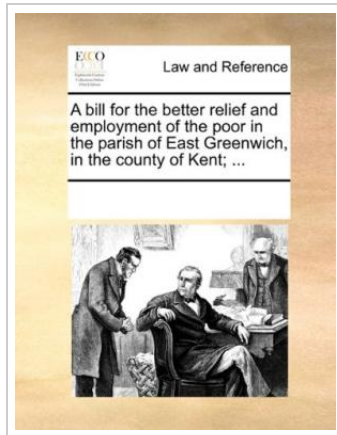 ECCO
Law and Reference
A bill for the better relief and
employment of the poor in
the parish of East Greenwich,
in the county of Kent; ...